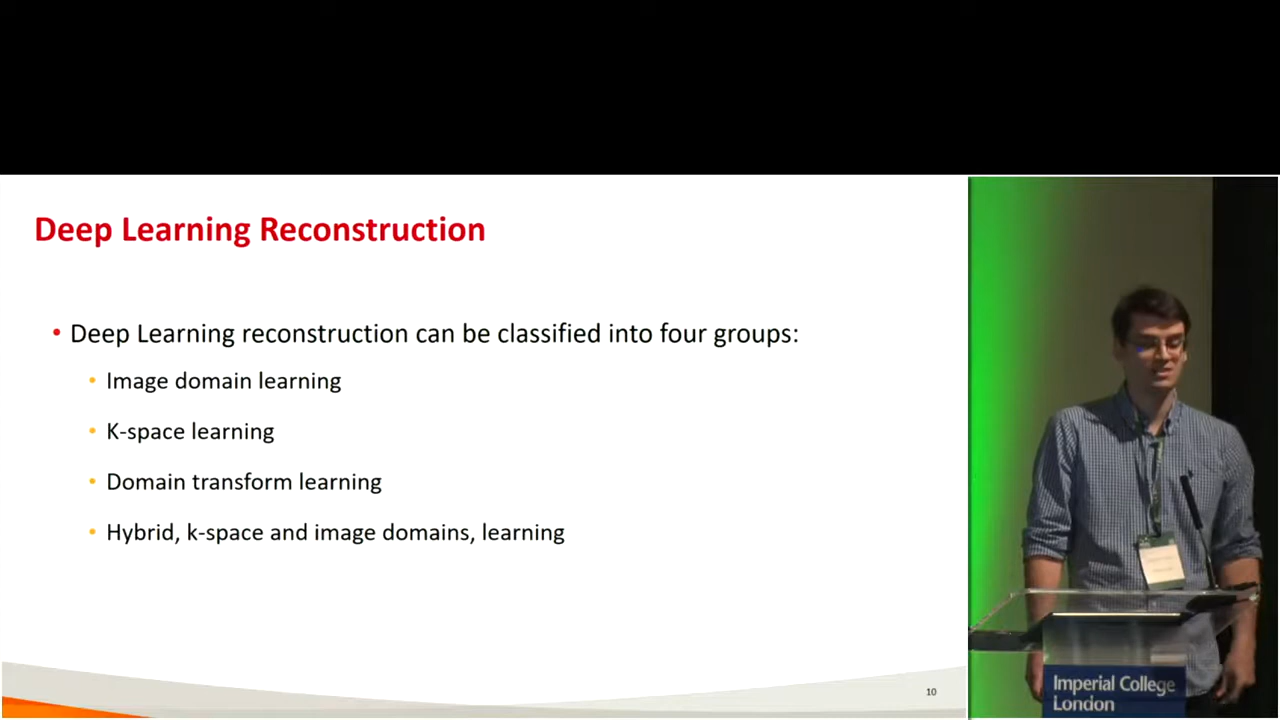 Deep Learning Reconstruction
• Deep Learning reconstruction can be classified into four groups:
• Image domain learning
• K-space learning
• Domain transform learning
• Hybrid, k-space and image domains, learning
10
Imperial College
London